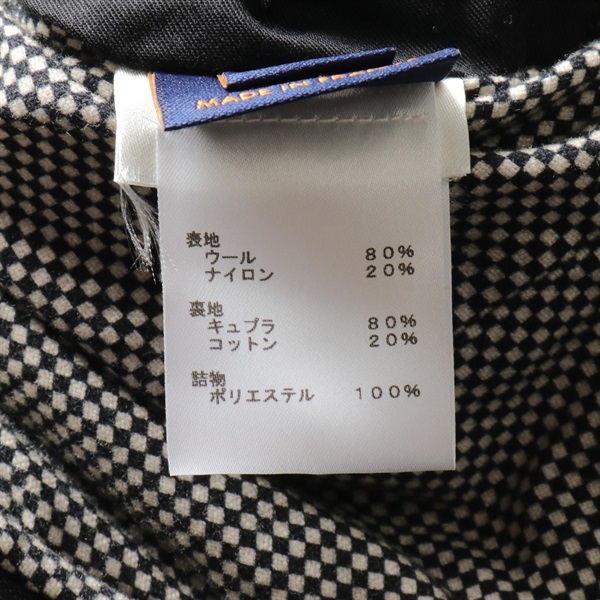 MADE IN
表地
ウール 80%
ナイロン 20%
裏地
キュプラ 80%
コットン 20%
詰物
ポリエステル 100%